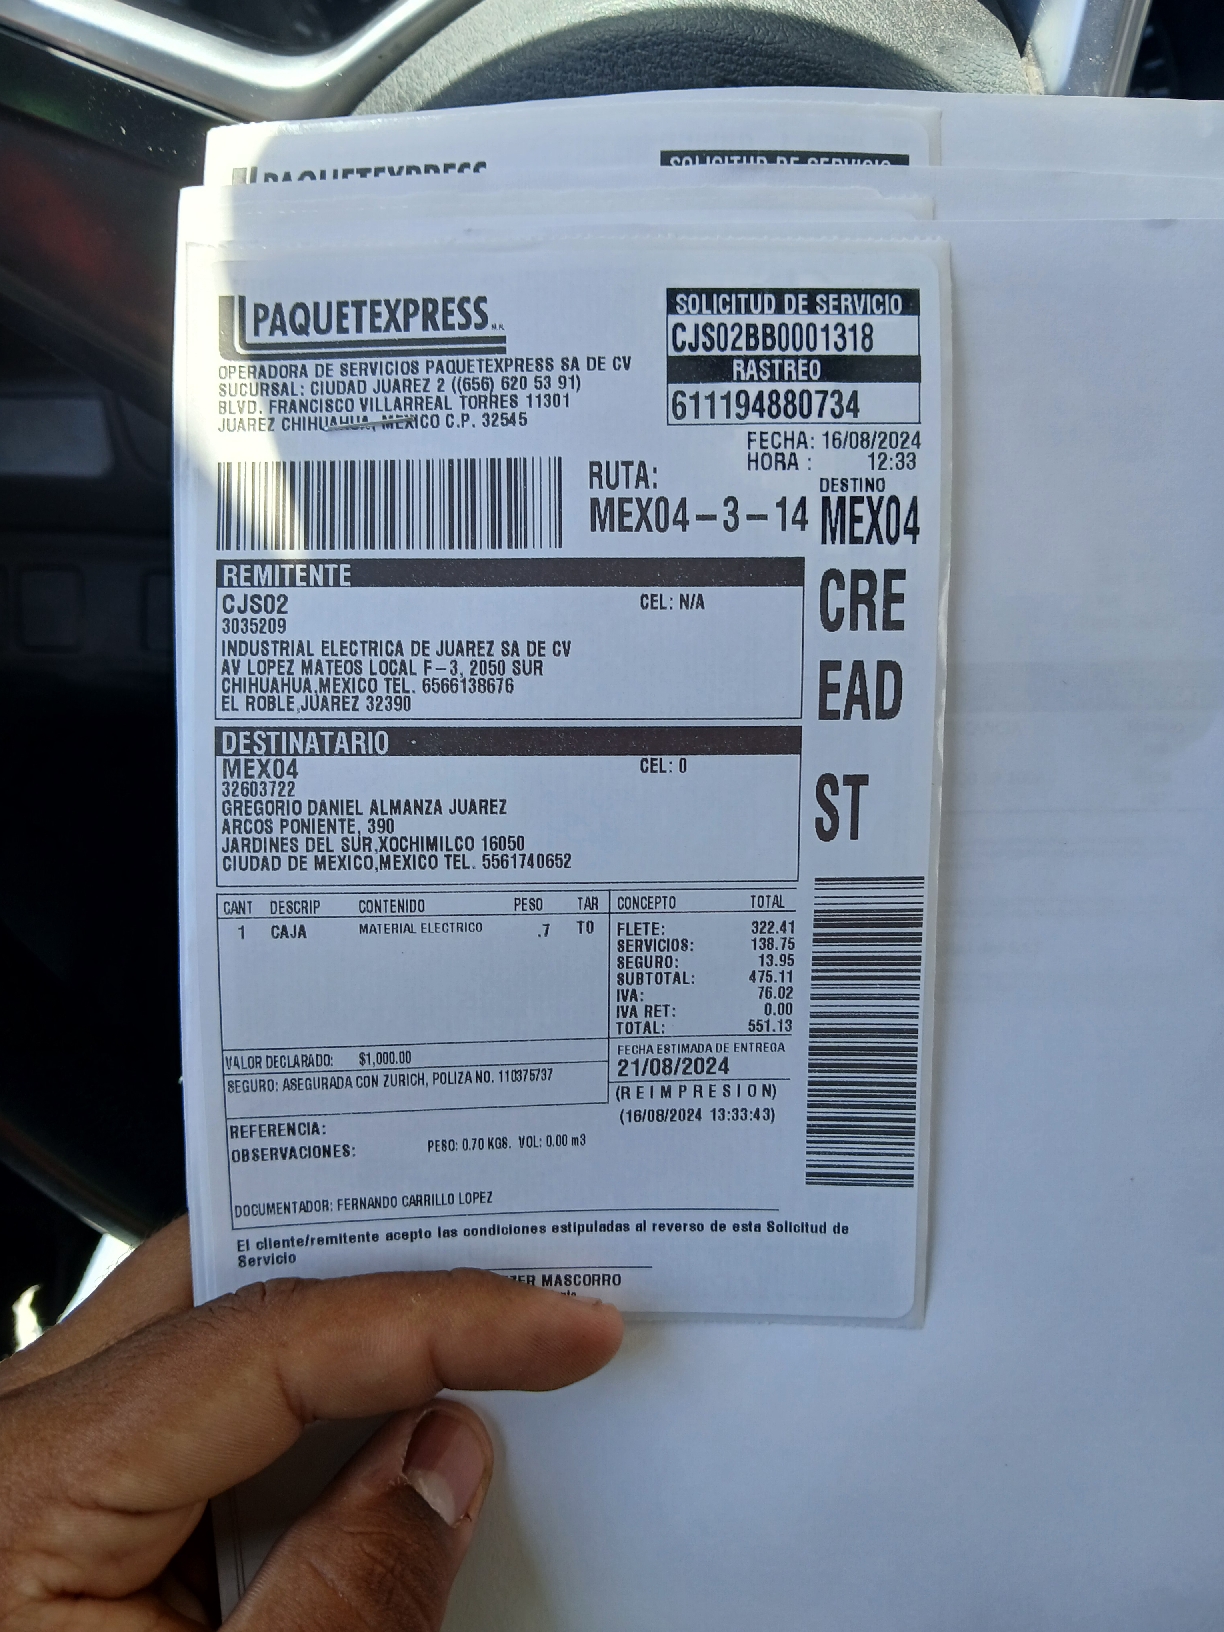 PAQUETEXPRESS
SOLICITUD DE SERVICIO
PAQUETEXPRESS M.R.
OPERADORA DE SERVICIOS PAQUETEXPRESS SA DE CV
SUCURSAL: CIUDAD JUAREZ 2 ((656) 620 53 91)
BLVD. FRANCISCO VILLARREAL TORRES 11301
JUAREZ CHIHUAHUA, MEXICO C.P. 32545
SOLICITUD DE SERVICIO
CJS02BB0001318
RASTREO
611194880734
FECHA: 16/08/2024
HORA : 12:33
RUTA:
MEX04-3-14
DESTINO
MEX04
CRE
EAD
ST
REMITENTE
CJS02 CEL: N/A
3035209
INDUSTRIAL ELECTRICA DE JUAREZ SA DE CV
AV LOPEZ MATEOS LOCAL F-3, 2050 SUR
CHIHUAHUA,MEXICO TEL. 6566138676
EL ROBLE,JUAREZ 32390
DESTINATARIO
MEX04 CEL: 0
32603722
GREGORIO DANIEL ALMANZA JUAREZ
ARCOS PONIENTE, 390
JARDINES DEL SUR,XOCHIMILCO 16050
CIUDAD DE MEXICO,MEXICO TEL. 5561740652
CANT DESCRIP CONTENIDO PESO TAR
1 CAJA MATERIAL ELECTRICO .7 T0
CONCEPTO TOTAL
FLETE: 322.41
SERVICIOS: 138.75
SEGURO: 13.95
SUBTOTAL: 475.11
IVA: 76.02
IVA RET: 0.00
TOTAL: 551.13
VALOR DECLARADO: $1,000.00
SEGURO: ASEGURADA CON ZURICH, POLIZA NO. 110375737
FECHA ESTIMADA DE ENTREGA
21/08/2024
(REIMPRESION)
(16/08/2024 13:33:43)
REFERENCIA:
OBSERVACIONES: PESO: 0.70 KGS. VOL: 0.00 m3
DOCUMENTADOR: FERNANDO CARRILLO LOPEZ
El cliente/remitente acepto las condiciones estipuladas al reverso de esta Solicitud de
Servicio
MASCORRO